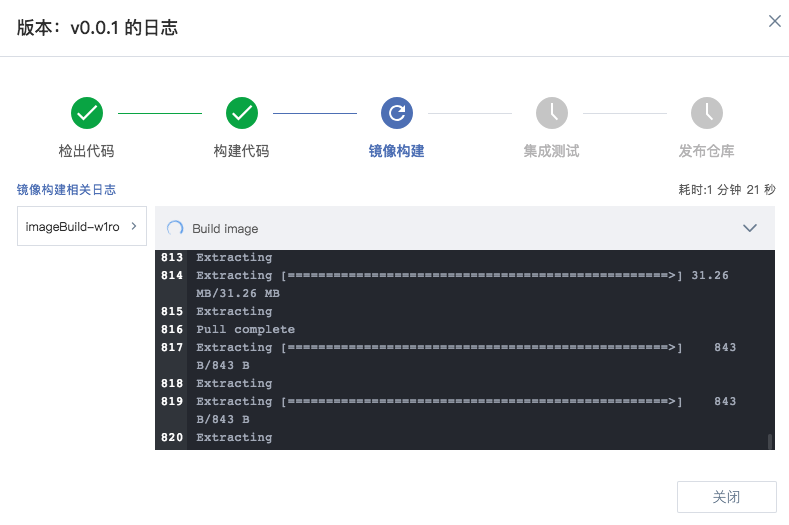 版本：v0.0.1 的日志
检出代码
构建代码
镜像构建
集成测试
发布仓库
镜像构建相关日志
耗时:1 分钟 21 秒
imageBuild-w1ro
Build image
813 Extracting
814 Extracting [==================================================>] 31.26
MB/31.26 MB
815 Extracting
816 Pull complete
817 Extracting [==================================================>] 843
B/843 B
818 Extracting
819 Extracting [==================================================>] 843
B/843 B
820 Extracting
关闭